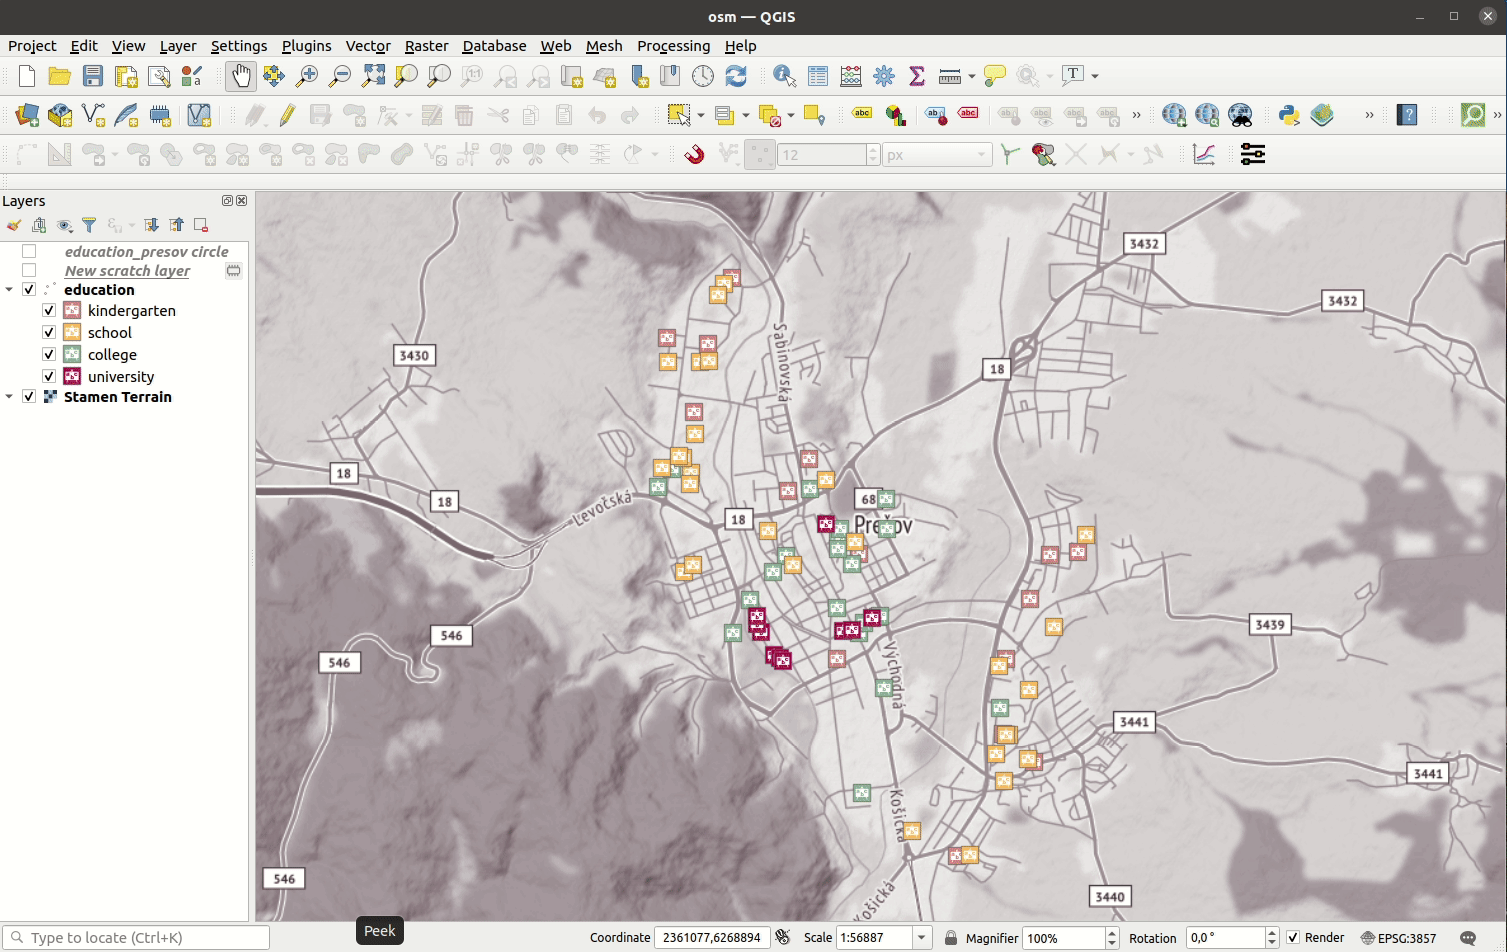 osm — QGIS
Project Edit View Layer Settings Plugins Vector Raster Database Web Mesh Processing Help
12 px
Layers
education_presov circle
New scratch layer
education
kindergarten
school
college
university
Stamen Terrain
3432
3432
3430
18
Sabinovská
18
18
Levočská
18
68
Prešov
546
546
3439
Východná
3441
3441
Košická
546
Košická
3440
Peek
Type to locate (Ctrl+K) Coordinate 2361077,6268894 Scale 1:56887 Magnifier 100% Rotation 0,0 ° Render EPSG:3857